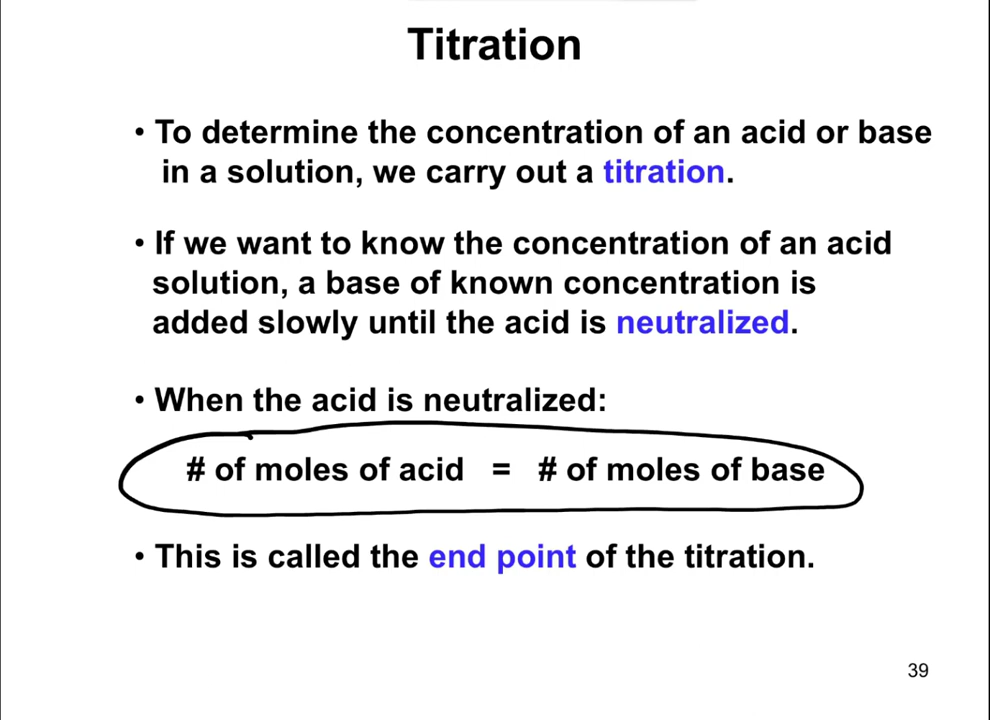 Titration
• To determine the concentration of an acid or base
in a solution, we carry out a titration.
• If we want to know the concentration of an acid
solution, a base of known concentration is
added slowly until the acid is neutralized.
• When the acid is neutralized:
# of moles of acid = # of moles of base
• This is called the end point of the titration.
39